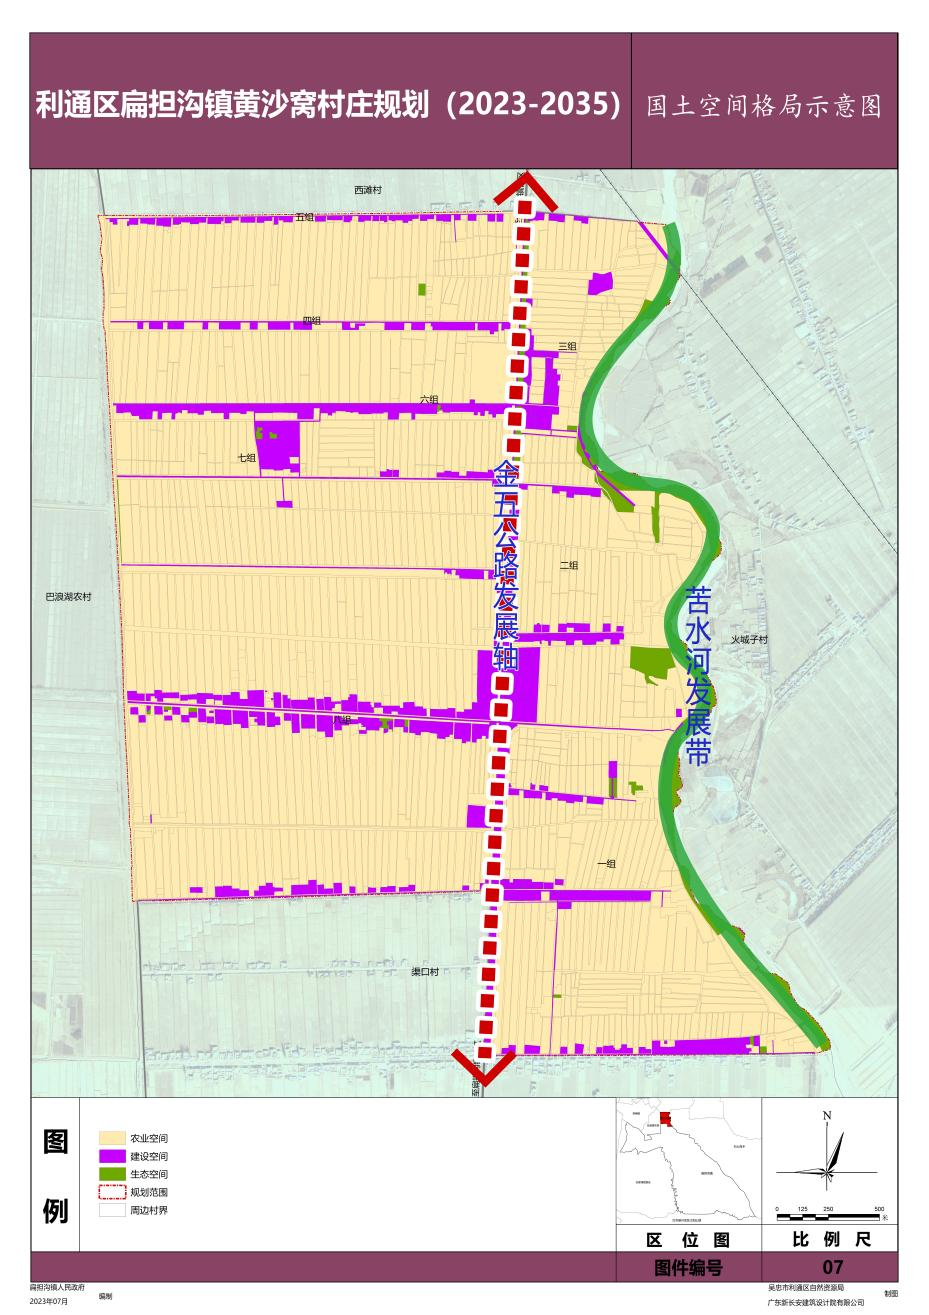 利通区扁担沟镇黄沙窝村庄规划（2023-2035）
国土空间格局示意图
西滩村
五组
四组
三组
六组
七组
金五公路发展轴
二组
巴浪湖农村
苦水河发展带
火城子村
八组
一组
渠口村
图例
农业空间
建设空间
生态空间
规划范围
周边村界
N
0 125 250 500
米
区位图
比例尺
图件编号
07
扁担沟镇人民政府
2023年07月
编制
吴忠市利通区自然资源局
广东新长安建筑设计院有限公司
制图